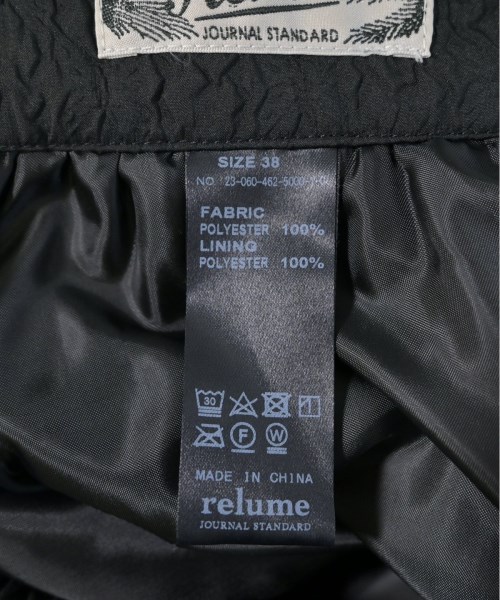 JOURNAL STANDARD
SIZE 38
FABRIC
POLYESTER 100%
LINING
POLYESTER 100%
30
F W
MADE IN CHINA
relume
JOURNAL STANDARD